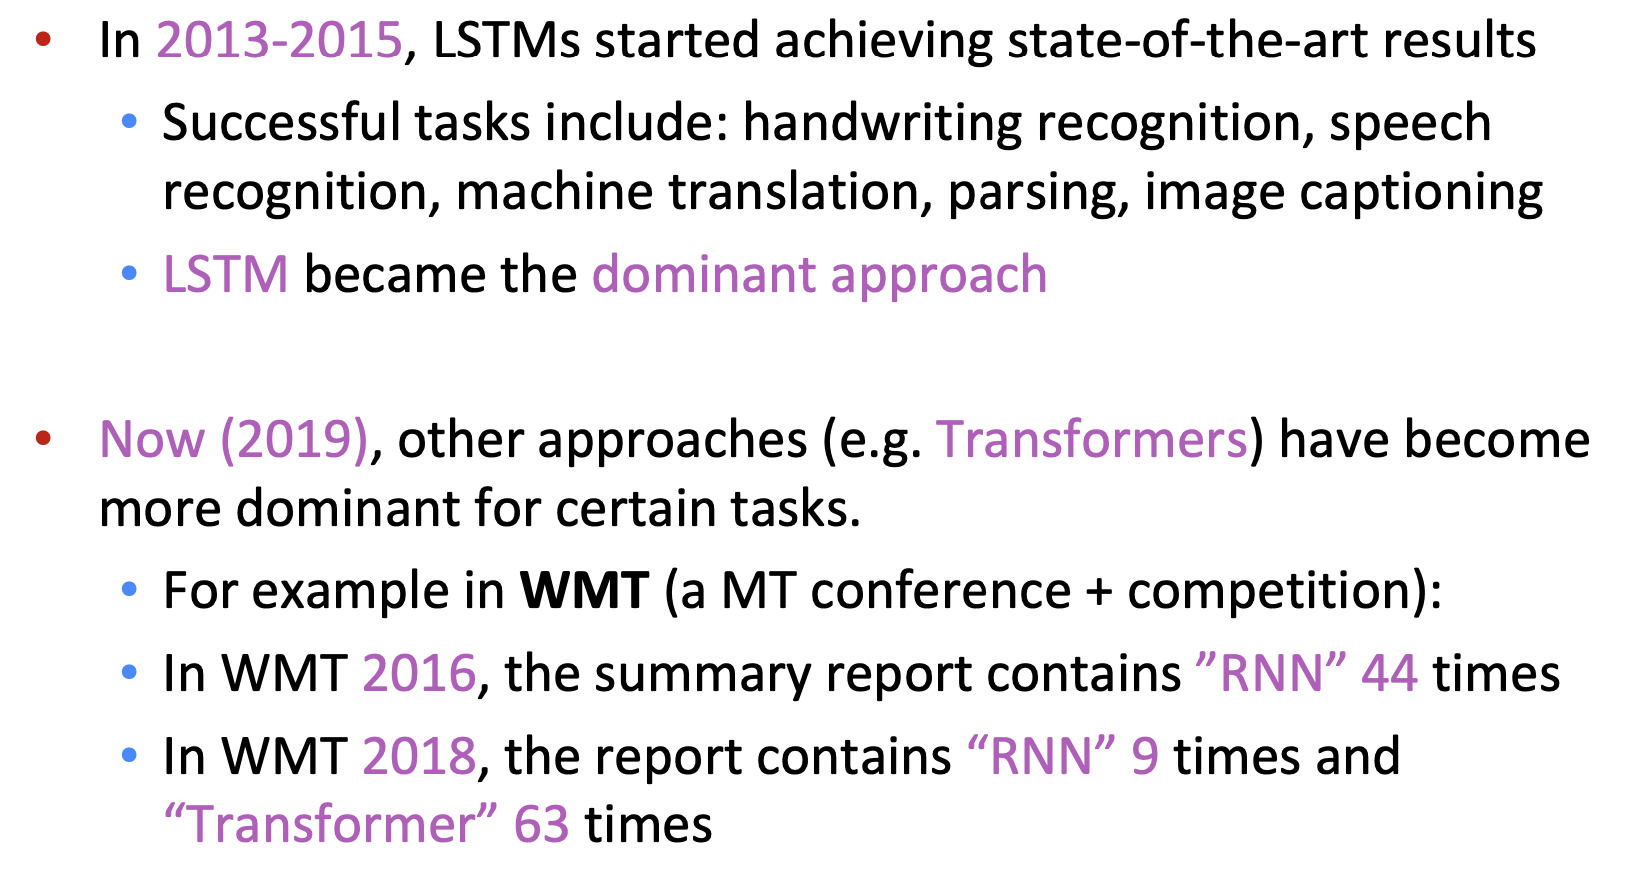 • In 2013-2015, LSTMs started achieving state-of-the-art results
• Successful tasks include: handwriting recognition, speech
recognition, machine translation, parsing, image captioning
• LSTM became the dominant approach
• Now (2019), other approaches (e.g. Transformers) have become
more dominant for certain tasks.
• For example in WMT (a MT conference + competition):
• In WMT 2016, the summary report contains ”RNN” 44 times
• In WMT 2018, the report contains “RNN” 9 times and
“Transformer” 63 times